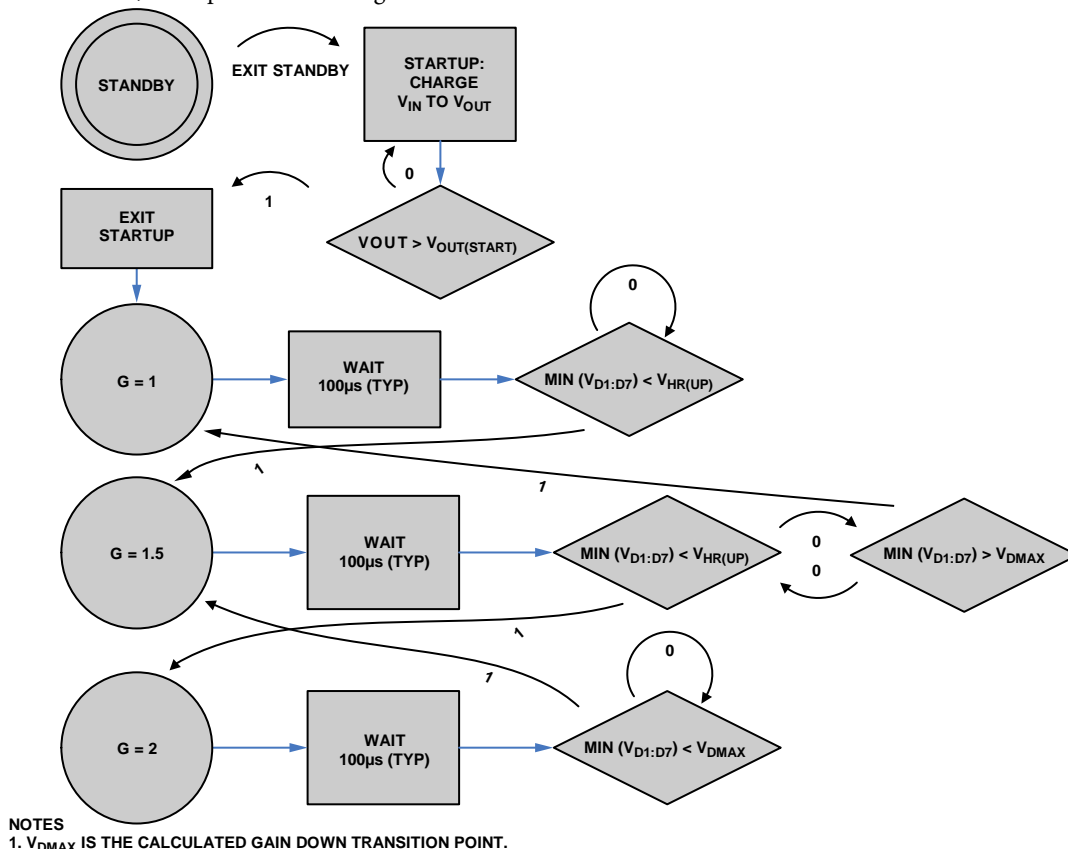 STANDBY
EXIT STANDBY
STARTUP:
CHARGE
VIN TO VOUT
0
1
EXIT
STARTUP
VOUT > VOUT(START)
0
G = 1
WAIT
100µs (TYP)
MIN (VD1:D7) < VHR(UP)
1
1
G = 1.5
WAIT
100µs (TYP)
MIN (VD1:D7) < VHR(UP)
0
0
MIN (VD1:D7) > VDMAX
1
0
1
G = 2
WAIT
100µs (TYP)
MIN (VD1:D7) < VDMAX
NOTES
1. VDMAX IS THE CALCULATED GAIN DOWN TRANSITION POINT.